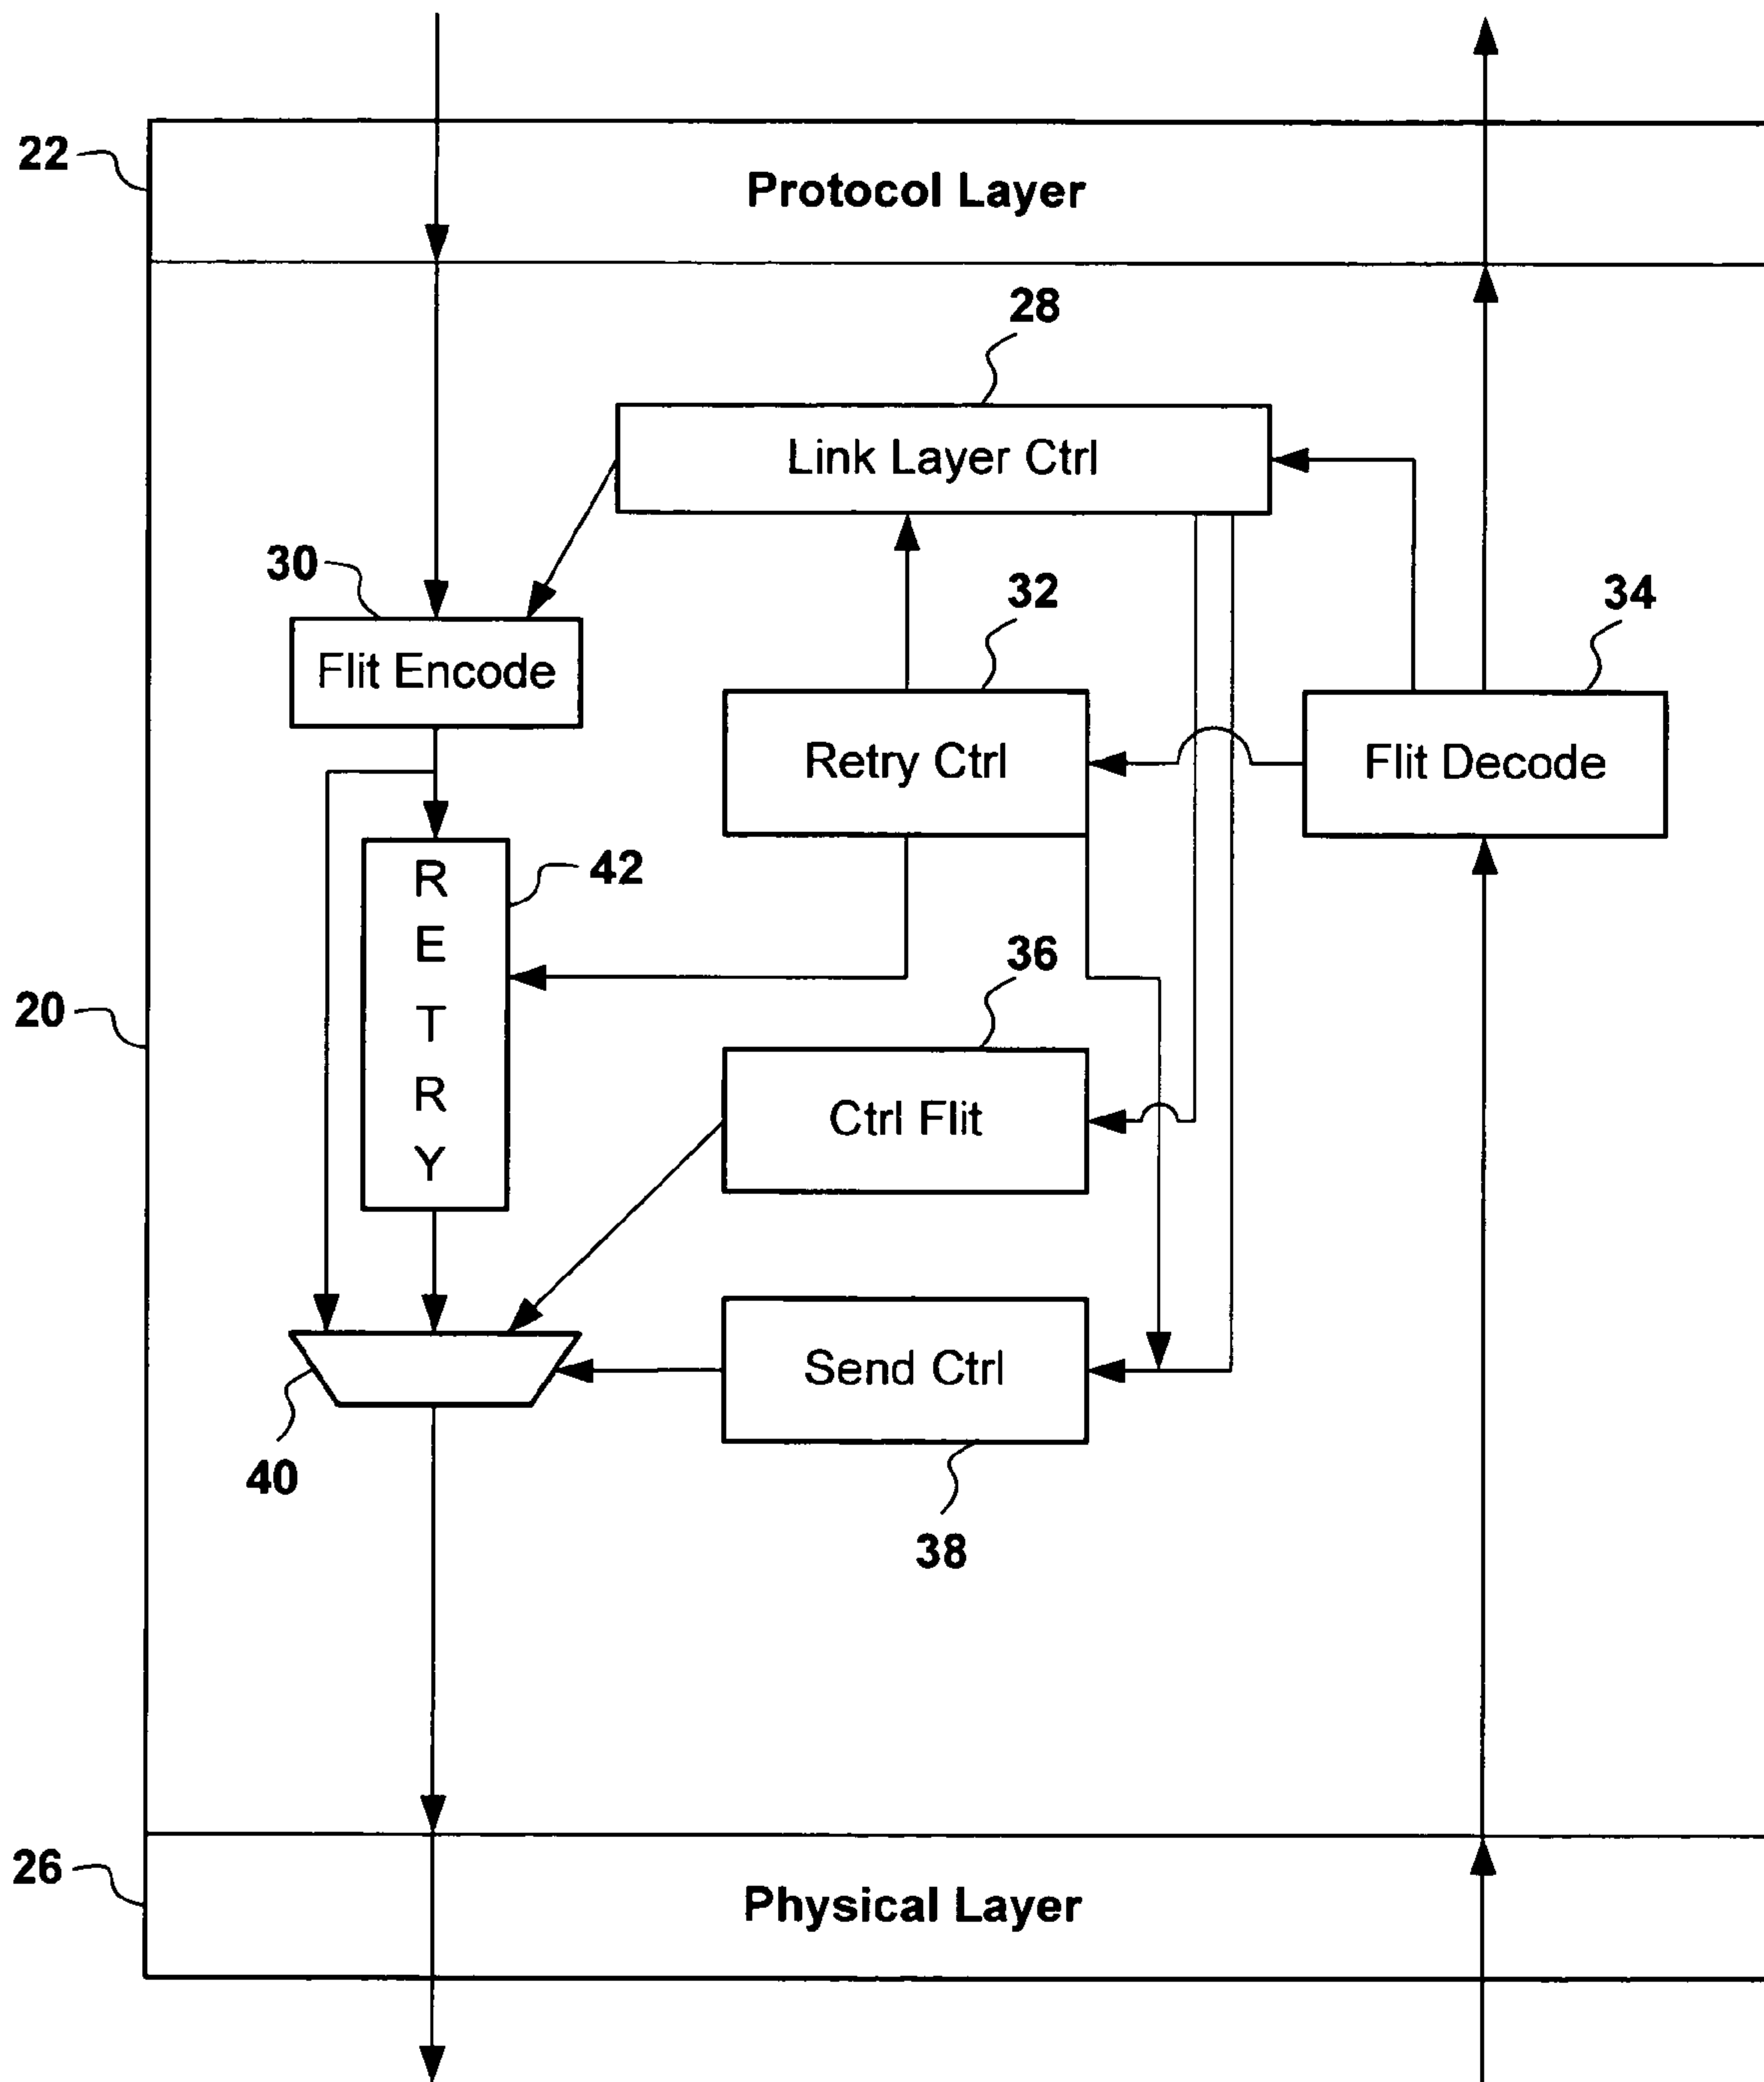 22
Protocol Layer
28
Link Layer Ctrl
30
32
34
Flit Encode
Retry Ctrl
Flit Decode
R
E
T
R
Y
42
36
20
Ctrl Flit
Send Ctrl
40
38
26
Physical Layer